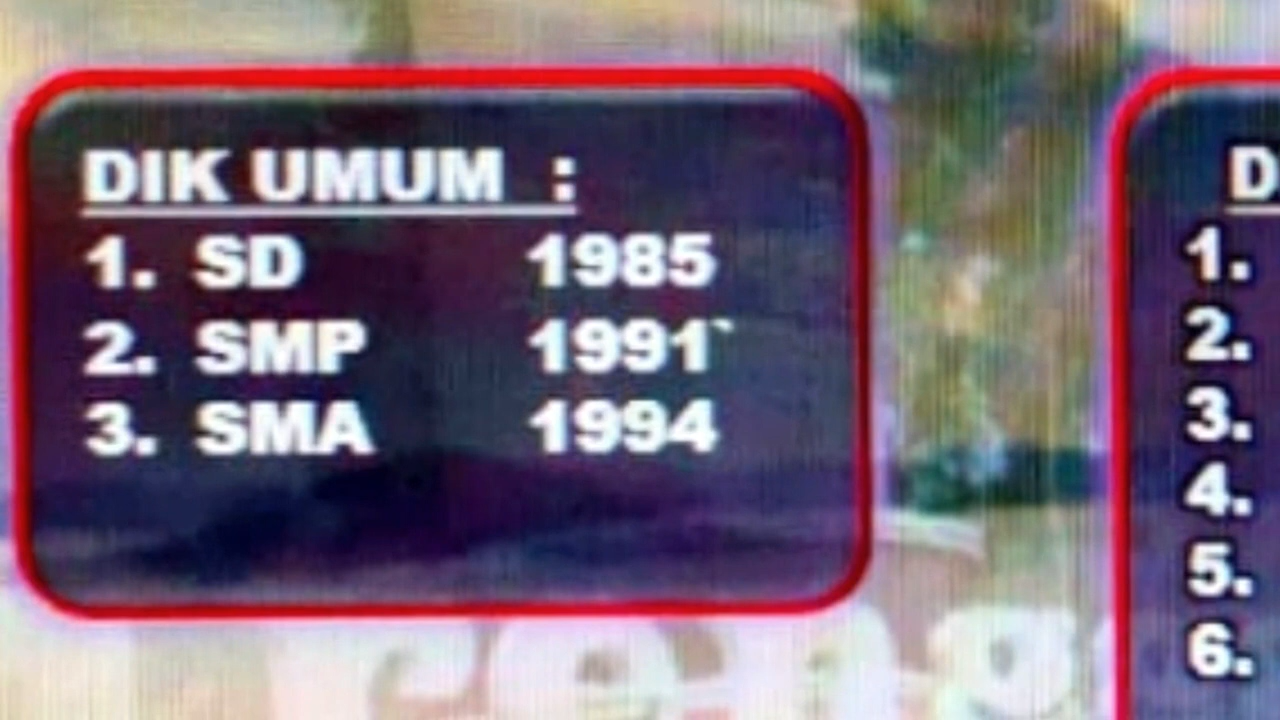 DIK UMUM :
1. SD 1985
2. SMP 1991`
3. SMA 1994
D
1.
2.
3.
4.
5.
6.